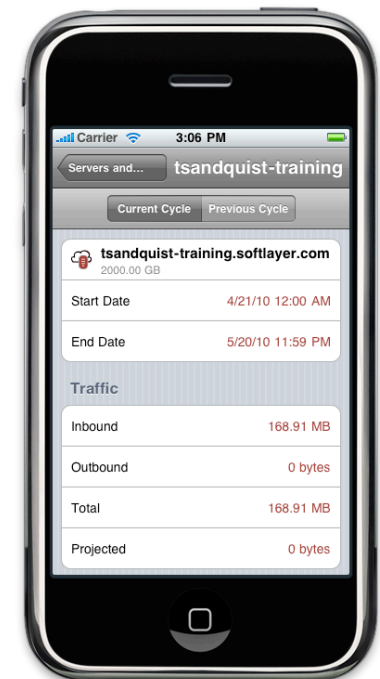 Carrier 3:06 PM
Servers and... tsandquist-training
Current Cycle Previous Cycle
tsandquist-training.softlayer.com
2000.00 GB
Start Date 4/21/10 12:00 AM
End Date 5/20/10 11:59 PM
Traffic
Inbound 168.91 MB
Outbound 0 bytes
Total 168.91 MB
Projected 0 bytes